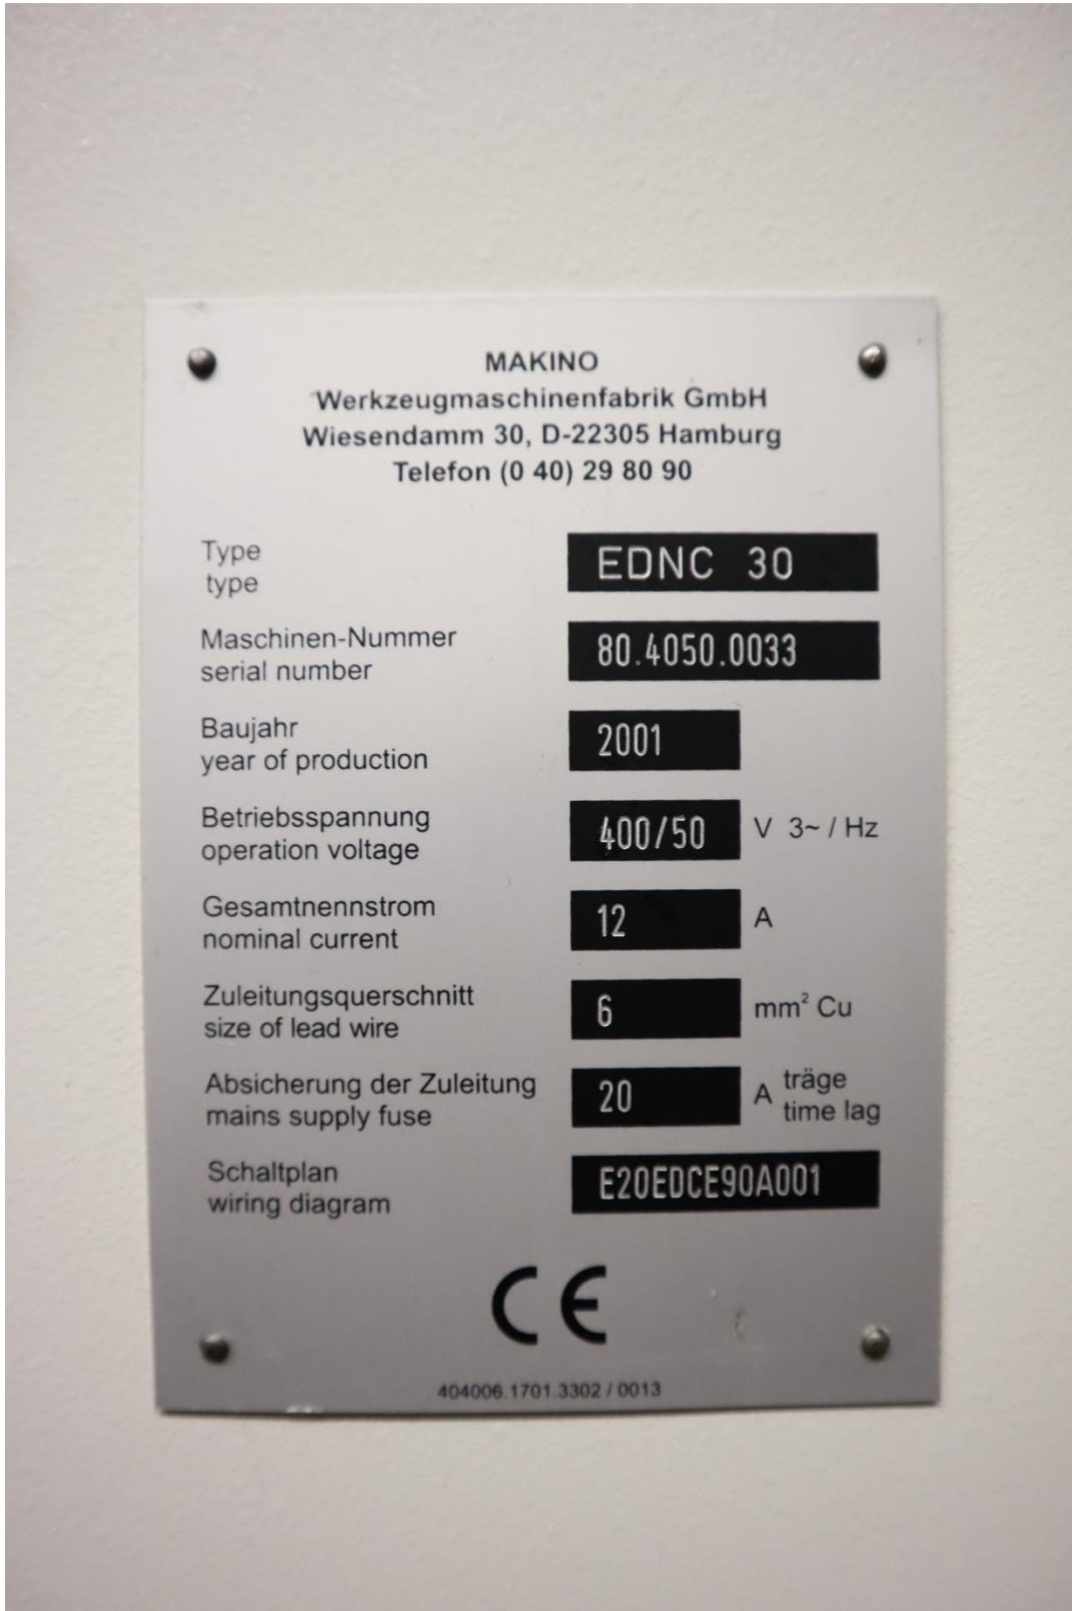 MAKINO
Werkzeugmaschinenfabrik GmbH
Wiesendamm 30, D-22305 Hamburg
Telefon (0 40) 29 80 90
Type
type
EDNC 30
Maschinen-Nummer
serial number
80.4050.0033
Baujahr
year of production
2001
Betriebsspannung
operation voltage
400/50 V 3~ / Hz
Gesamtnennstrom
nominal current
12 A
Zuleitungsquerschnitt
size of lead wire
6 mm² Cu
Absicherung der Zuleitung
mains supply fuse
20 A träge
time lag
Schaltplan
wiring diagram
E20EDCE90A001
CE
404006.1701.3302 / 0013